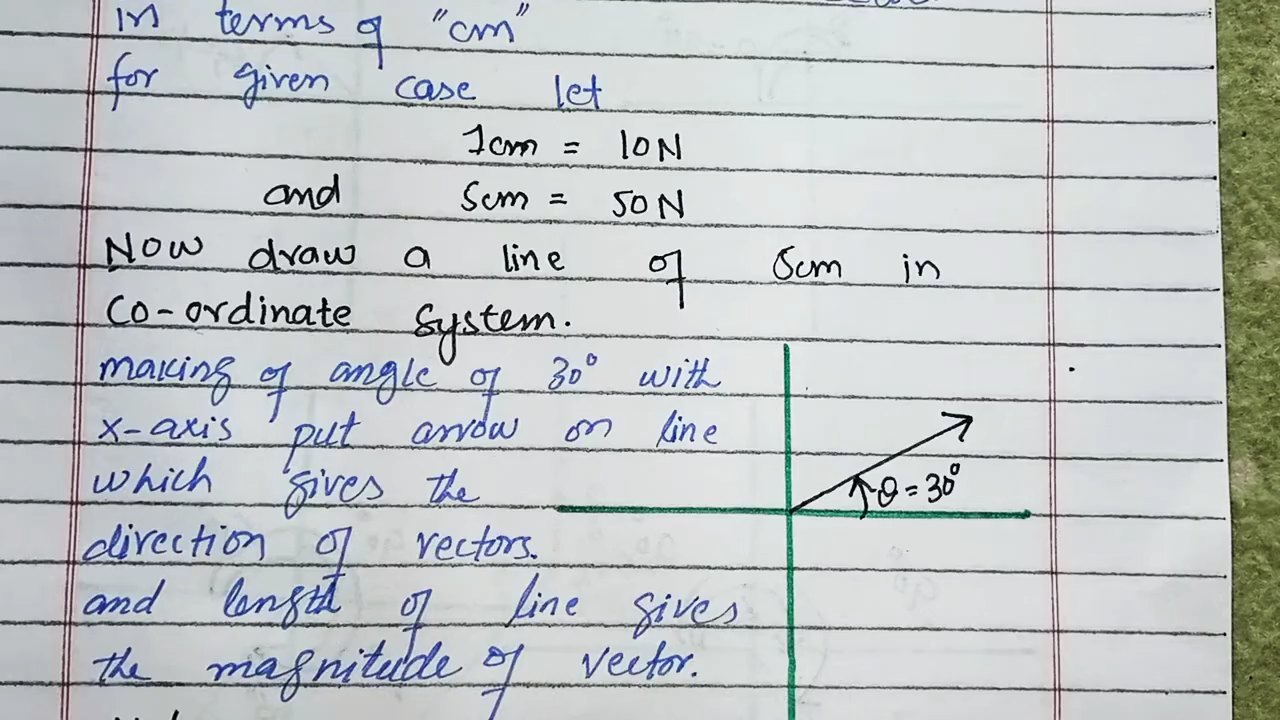 in terms of "cm"
for given case let
1cm = 10N
and 5cm = 50N
Now draw a line of 5cm in
Co-ordinate system.
making of angle of 30° with
x-axis put arrow on line
which gives the
direction of vectors.
and length of line gives
the magnitude of vector.
θ = 30°